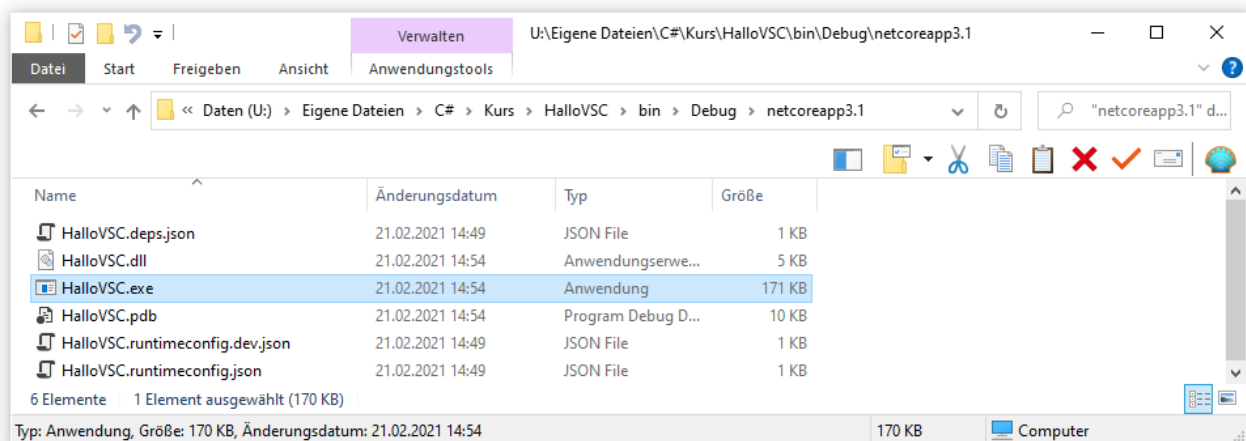 Verwalten U:\Eigene Dateien\C#\Kurs\HalloVSC\bin\Debug\netcoreapp3.1
Datei Start Freigeben Ansicht Anwendungstools
« Daten (U:) > Eigene Dateien > C# > Kurs > HalloVSC > bin > Debug > netcoreapp3.1 "netcoreapp3.1" d...
Name Änderungsdatum Typ Größe
HalloVSC.deps.json 21.02.2021 14:49 JSON File 1 KB
HalloVSC.dll 21.02.2021 14:54 Anwendungserwe... 5 KB
HalloVSC.exe 21.02.2021 14:54 Anwendung 171 KB
HalloVSC.pdb 21.02.2021 14:54 Program Debug D... 10 KB
HalloVSC.runtimeconfig.dev.json 21.02.2021 14:49 JSON File 1 KB
HalloVSC.runtimeconfig.json 21.02.2021 14:49 JSON File 1 KB
6 Elemente 1 Element ausgewählt (170 KB)
Typ: Anwendung, Größe: 170 KB, Änderungsdatum: 21.02.2021 14:54 170 KB Computer